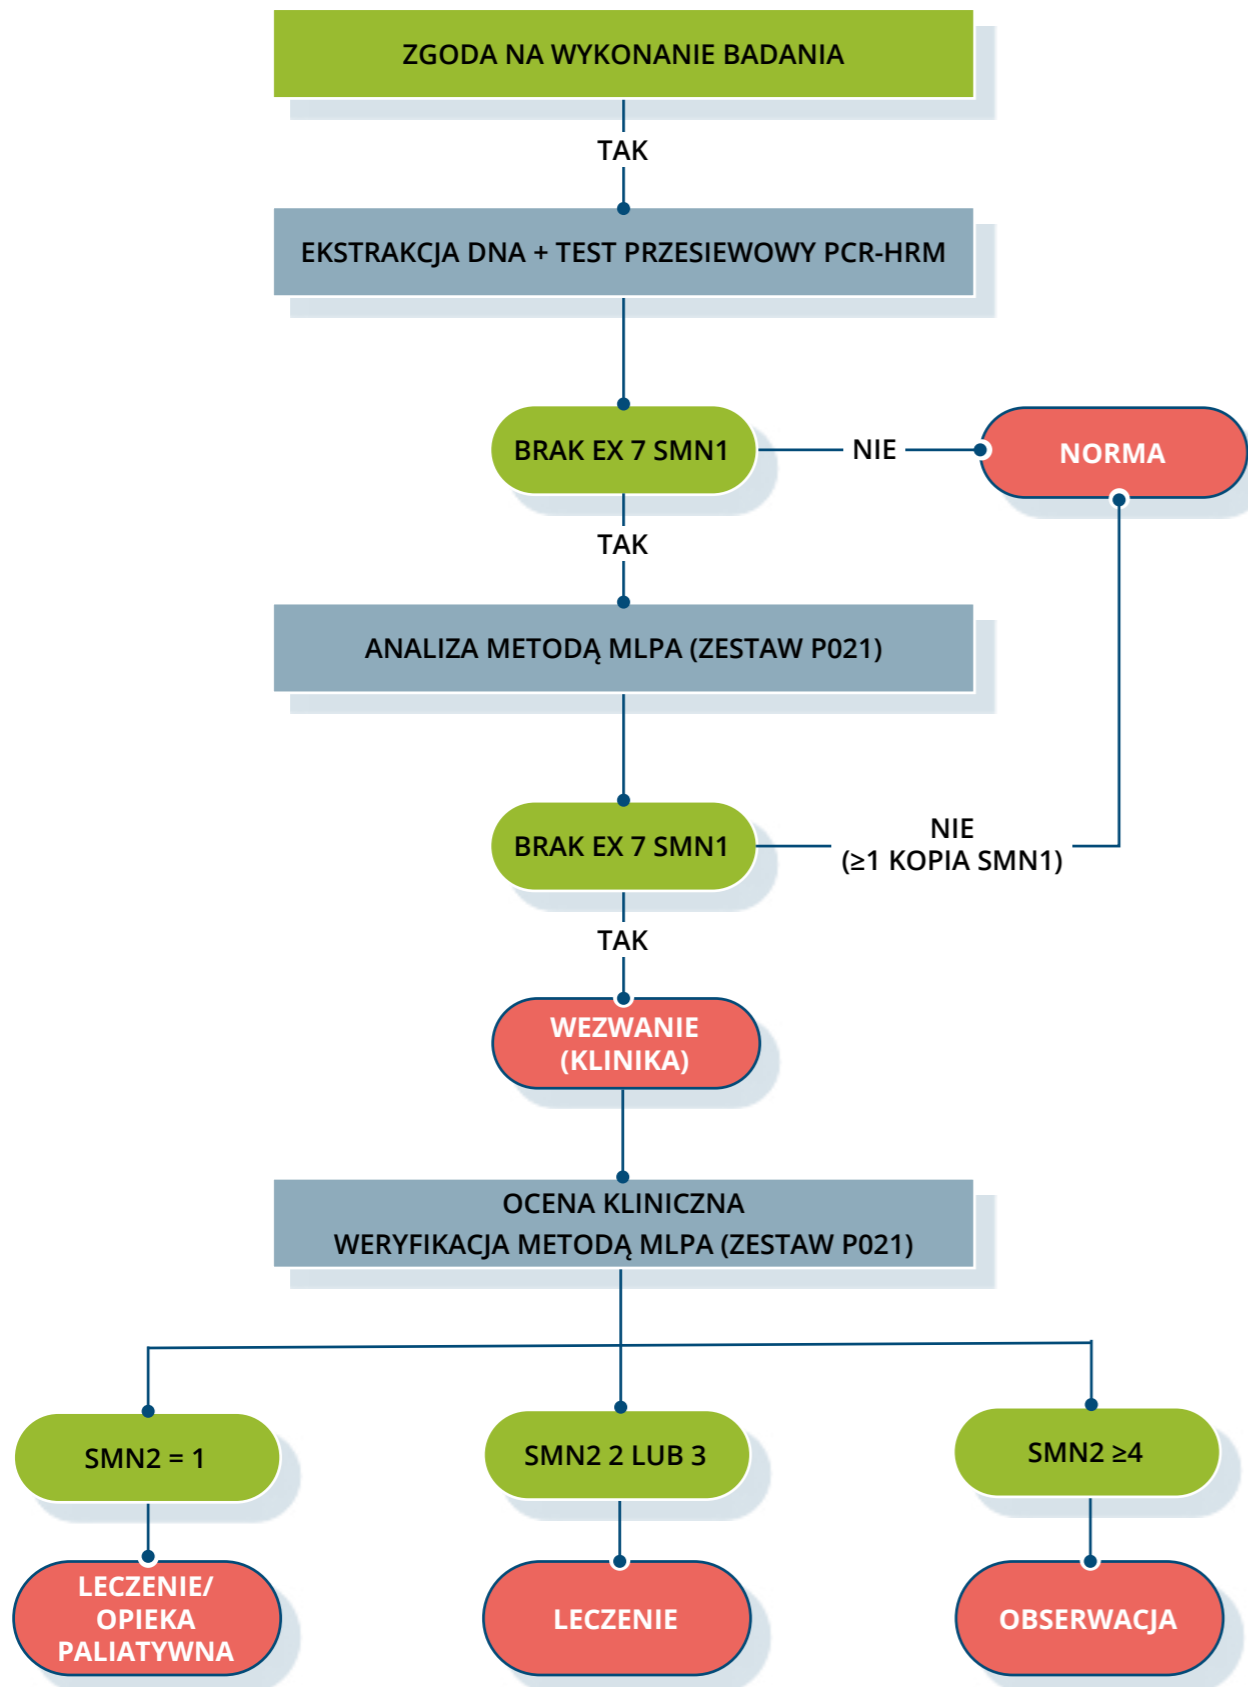 ZGODA NA WYKONANIE BADANIA
TAK
EKSTRAKCJA DNA + TEST PRZESIEWOWY PCR-HRM
BRAK EX 7 SMN1
NIE
NORMA
TAK
ANALIZA METODĄ MLPA (ZESTAW P021)
BRAK EX 7 SMN1
NIE
(≥1 KOPIA SMN1)
TAK
WEZWANIE
(KLINIKA)
OCENA KLINICZNA
WERYFIKACJA METODĄ MLPA (ZESTAW P021)
SMN2 = 1
SMN2 2 LUB 3
SMN2 ≥4
LECZENIE/
OPIEKA
PALIATYWNA
LECZENIE
OBSERWACJA